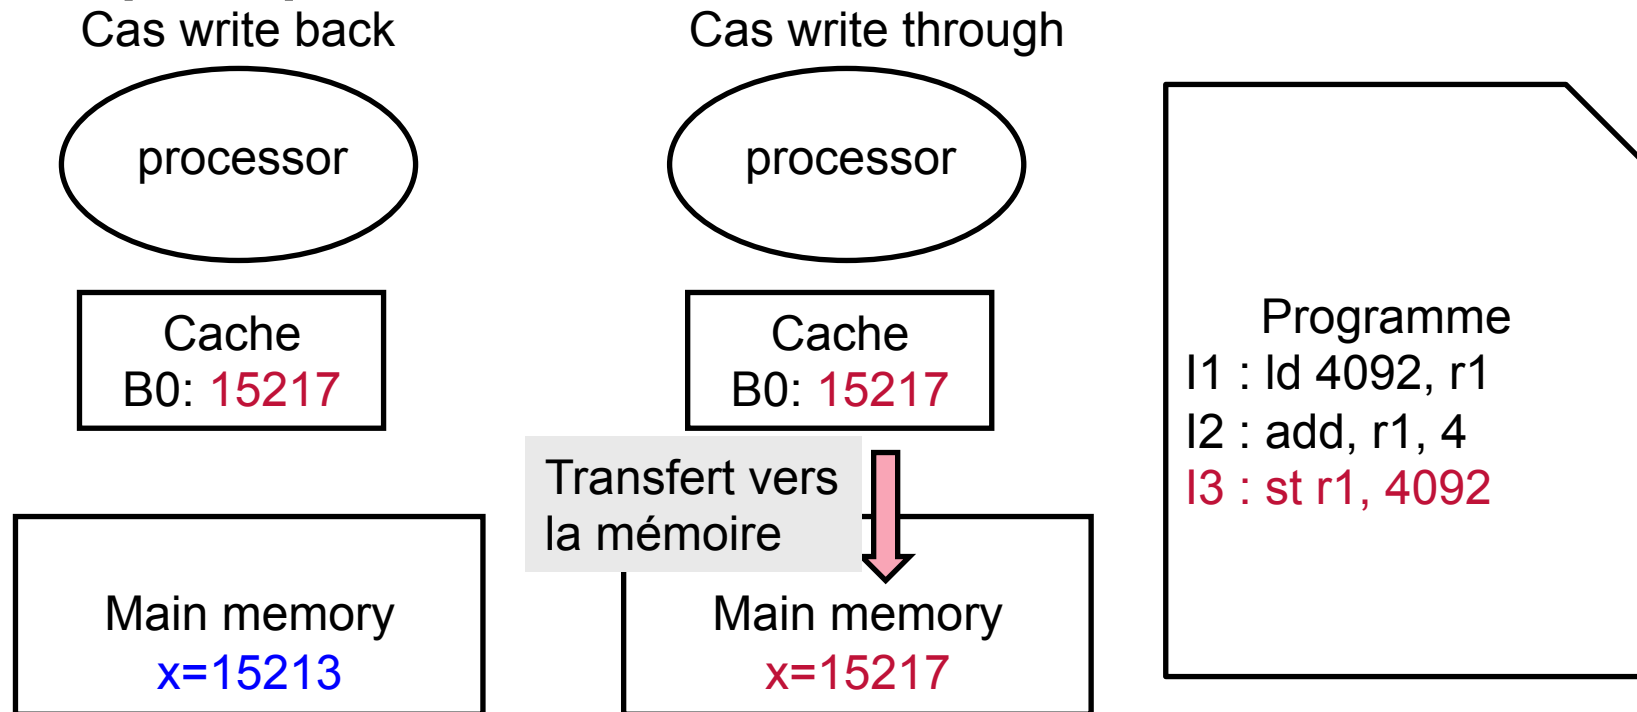 Cas write back
processor
Cache
B0: 15217
Main memory
x=15213
Cas write through
processor
Cache
B0: 15217
Transfert vers
la mémoire
Main memory
x=15217
Programme
I1 : ld 4092, r1
I2 : add, r1, 4
I3 : st r1, 4092